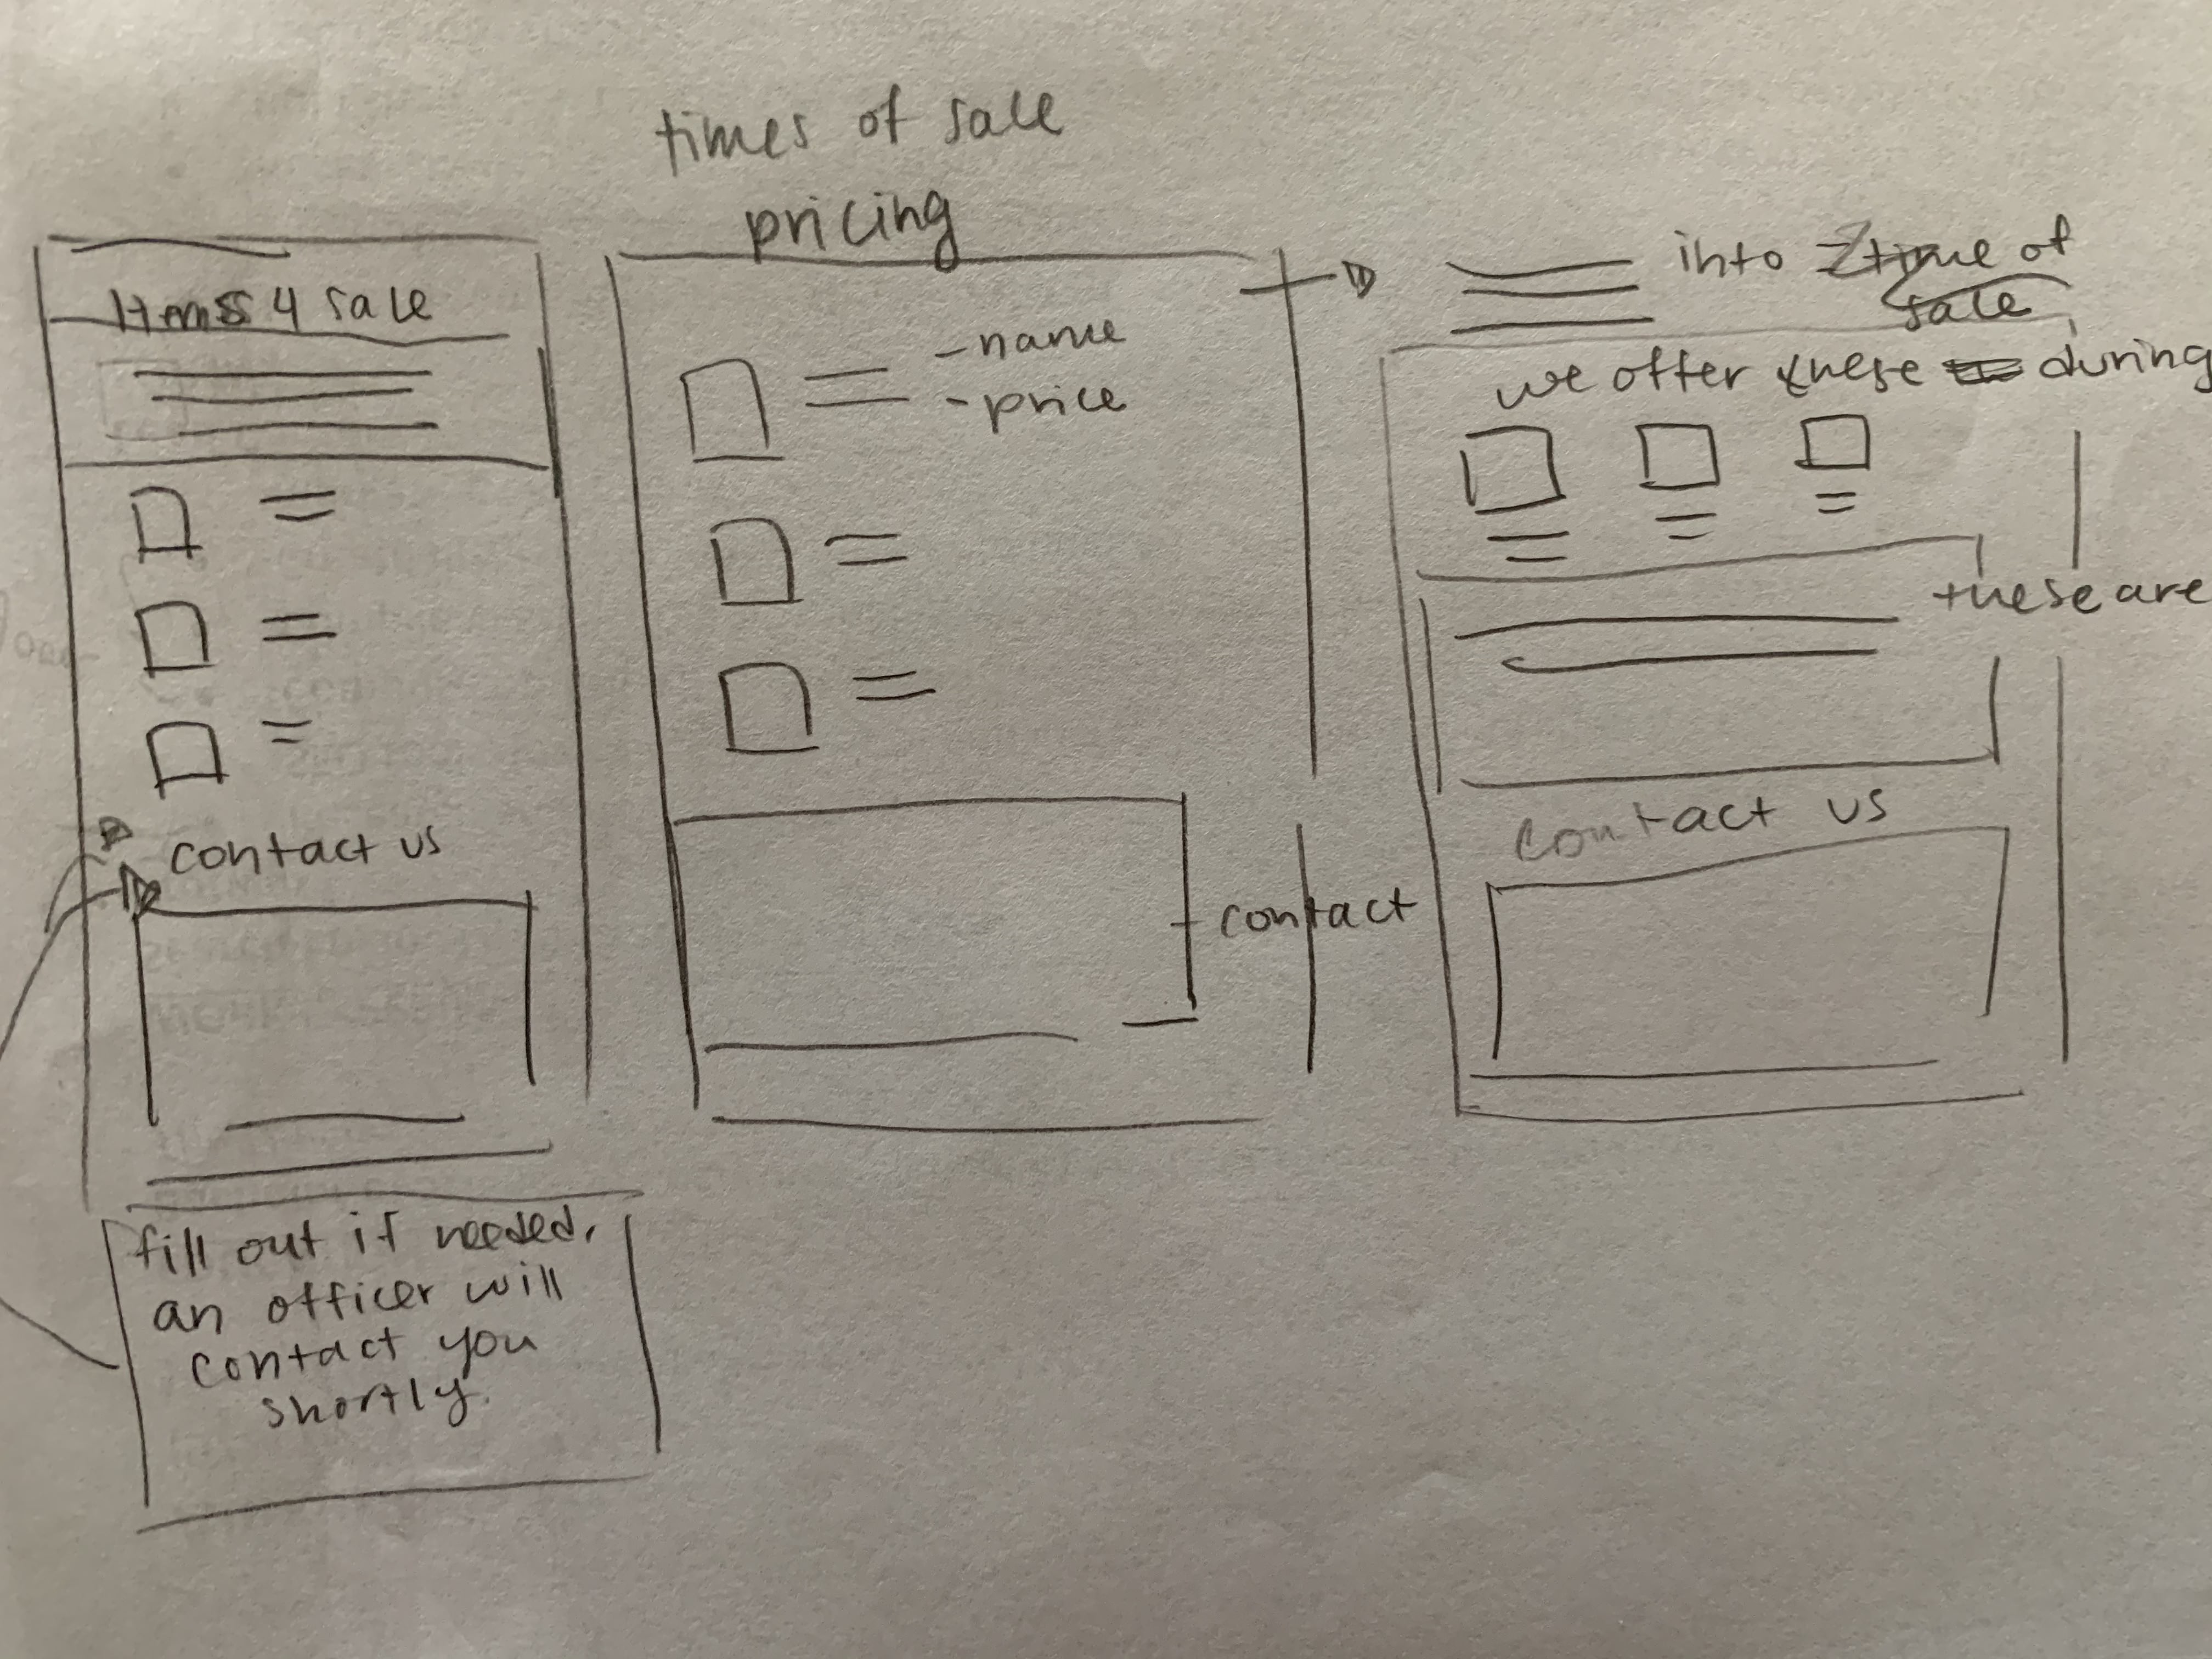 times of sale
pricing
Items 4 sale
contact us
fill out if needed.
an officer will
contact you
shortly.
- name
- price
contact
into time of
sale
we offer these during
these are
contact us